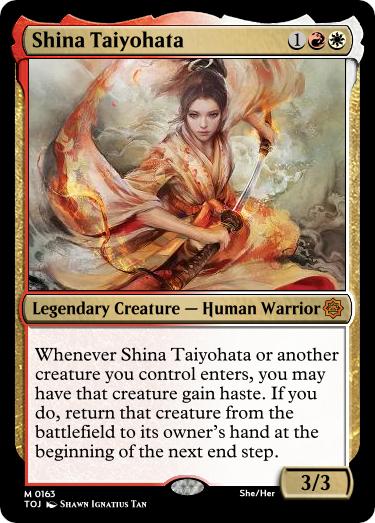 Shina Taiyohata 1
Legendary Creature — Human Warrior
Whenever Shina Taiyohata or another
creature you control enters, you may
have that creature gain haste. If you
do, return that creature from the
battlefield to its owner's hand at the
beginning of the next end step.
3/3
M 0163 She/Her
TOJ Shawn Ignatius Tan